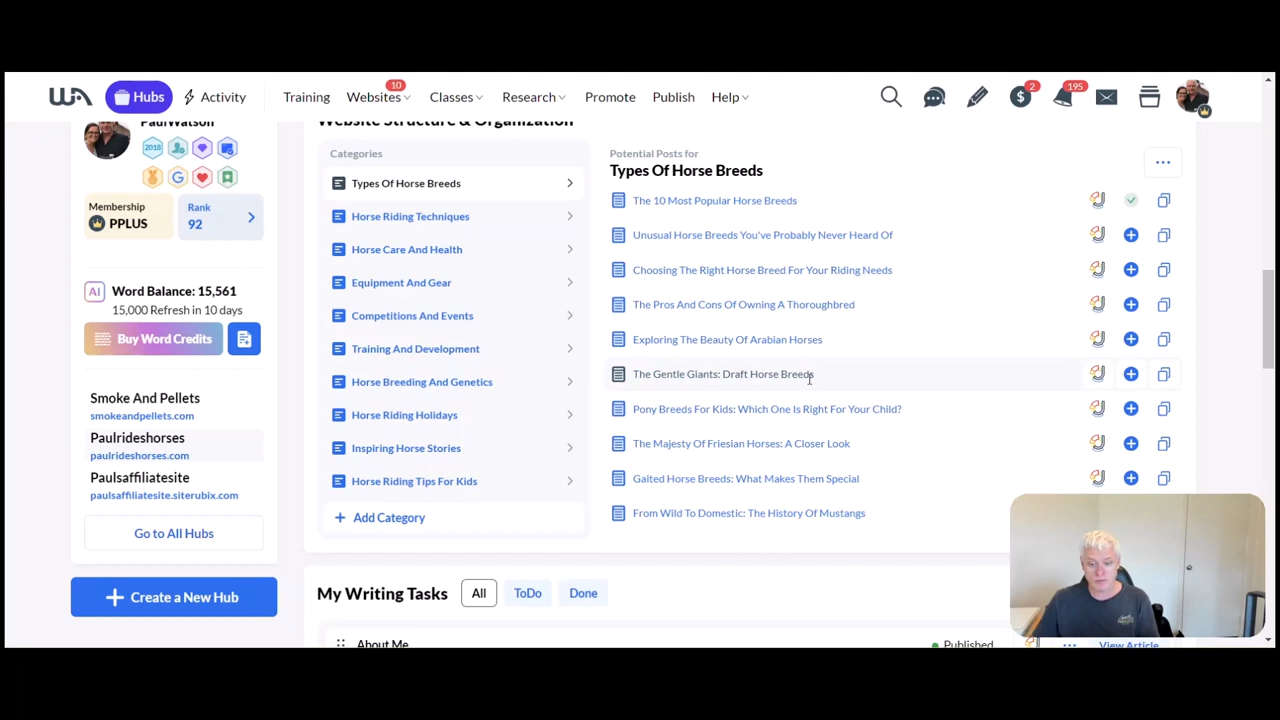 WA
Hubs
Activity
Training
Websites
10
Classes
Research
Promote
Publish
Help
2
195
PaulWatson
2018
G
Membership
PPLUS
Rank
92
AI
Word Balance: 15,561
15,000 Refresh in 10 days
Buy Word Credits
Smoke And Pellets
smokeandpellets.com
Paulrideshorses
paulrideshorses.com
Paulsaffiliatesite
paulsaffiliatesite.siterubix.com
Go to All Hubs
Create a New Hub
Website Structure & Organization
Categories
Types Of Horse Breeds
Horse Riding Techniques
Horse Care And Health
Equipment And Gear
Competitions And Events
Training And Development
Horse Breeding And Genetics
Horse Riding Holidays
Inspiring Horse Stories
Horse Riding Tips For Kids
Add Category
Potential Posts for
Types Of Horse Breeds
The 10 Most Popular Horse Breeds
Unusual Horse Breeds You've Probably Never Heard Of
Choosing The Right Horse Breed For Your Riding Needs
The Pros And Cons Of Owning A Thoroughbred
Exploring The Beauty Of Arabian Horses
The Gentle Giants: Draft Horse Breeds
Pony Breeds For Kids: Which One Is Right For Your Child?
The Majesty Of Friesian Horses: A Closer Look
Gaited Horse Breeds: What Makes Them Special
From Wild To Domestic: The History Of Mustangs
My Writing Tasks
All
ToDo
Done
About Me
Published
View Article